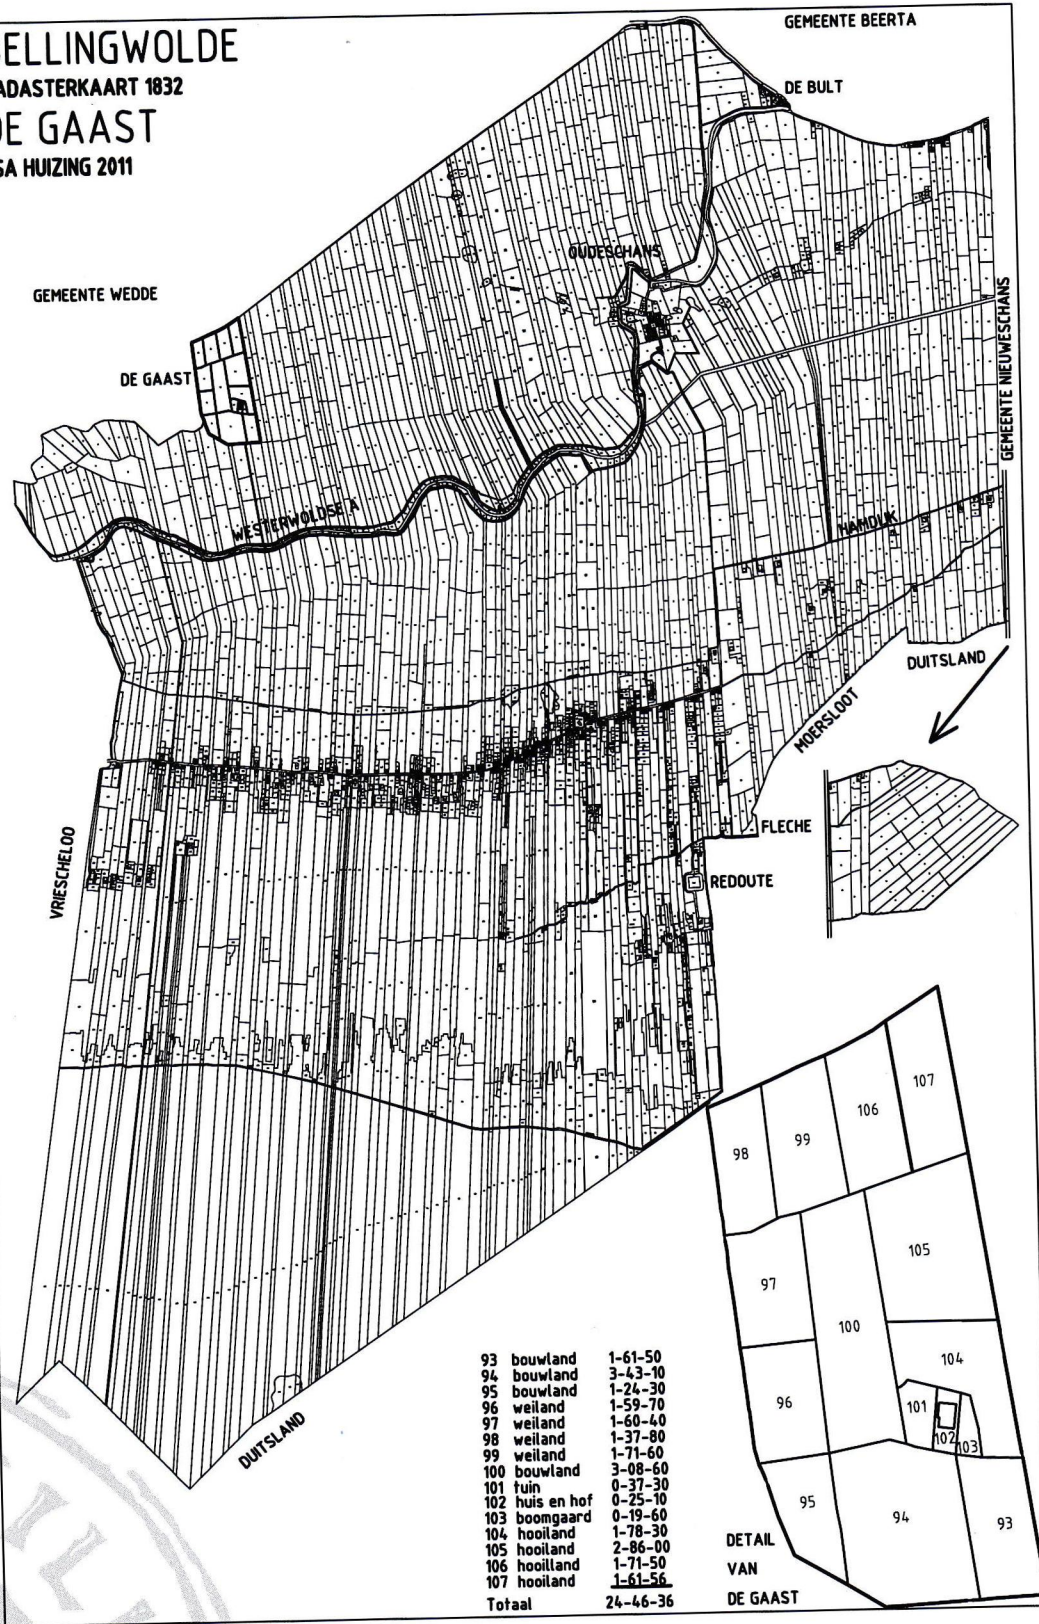 ELLINGWOLDE
ADASTERKAART 1832
DE GAAST
SA HUIZING 2011
GEMEENTE BEERTA
DE BULT
OUDESCHANS
GEMEENTE WEDDE
DE GAAST
GEMEENTE NIEUWESCHANS
WESTERWOLDSE A
HAMDIJK
DUITSLAND
MOERSLOOT
FLECHE
REDOUTE
VRIESCHELOO
DUITSLAND
107
106
99
98
105
97
100
104
96
101
102
103
95
94
93
93 bouwland 1-61-50
94 bouwland 3-43-10
95 bouwland 1-24-30
96 weiland 1-59-70
97 weiland 1-60-40
98 weiland 1-37-80
99 weiland 1-71-60
100 bouwland 3-08-60
101 tuin 0-37-30
102 huis en hof 0-25-10
103 boomgaard 0-19-60
104 hooiland 1-78-30
105 hooiland 2-86-00
106 hooilland 1-71-50
107 hooiland 1-61-56
Totaal 24-46-36
DETAIL
VAN
DE GAAST